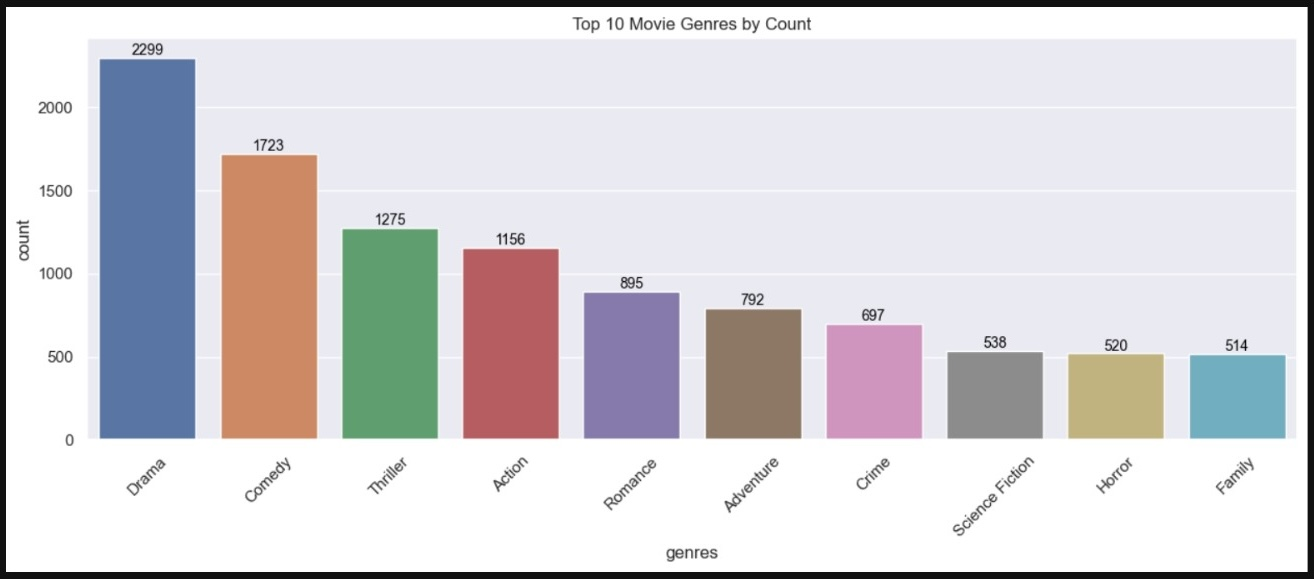 Top 10 Movie Genres by Count
2299
1723
1275
1156
895
792
697
538
520
514
2000
1500
1000
500
0
count
Drama
Comedy
Thriller
Action
Romance
Adventure
Crime
Science Fiction
Horror
Family
genres